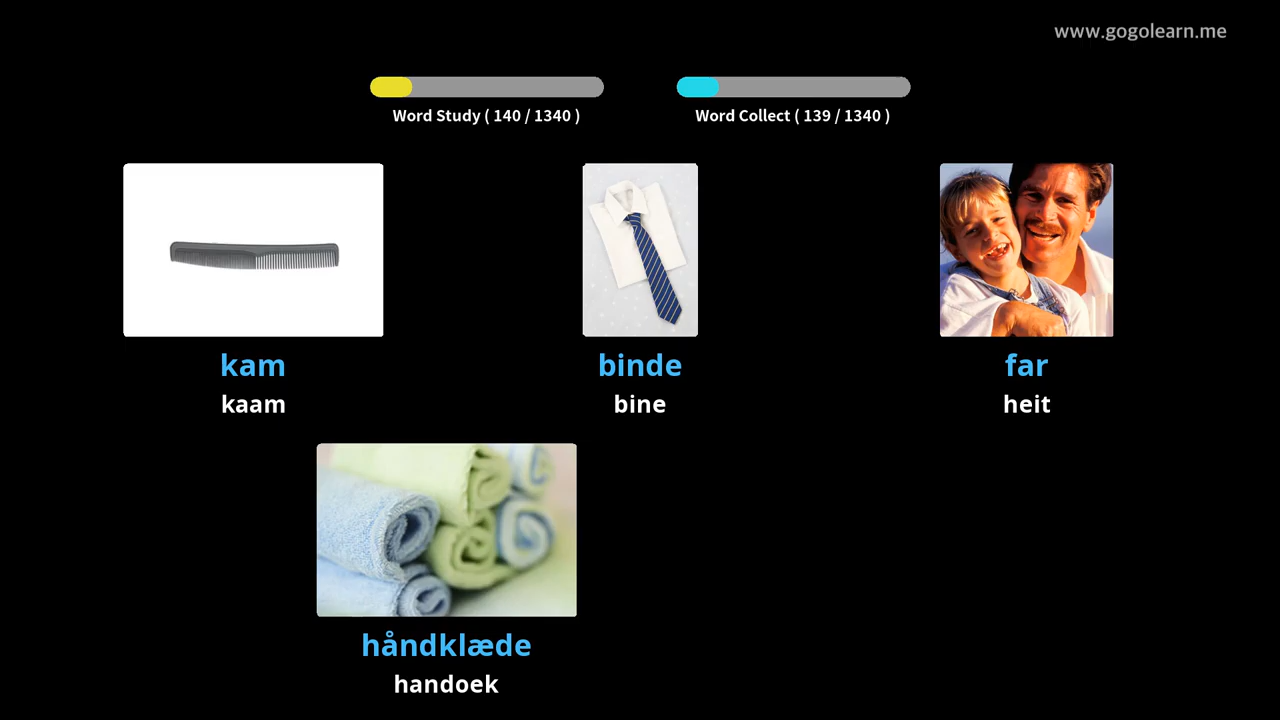 www.gogolearn.me
Word Study ( 140 / 1340 )
Word Collect ( 139 / 1340 )
kam
kaam
binde
bine
far
heit
håndklæde
handoek